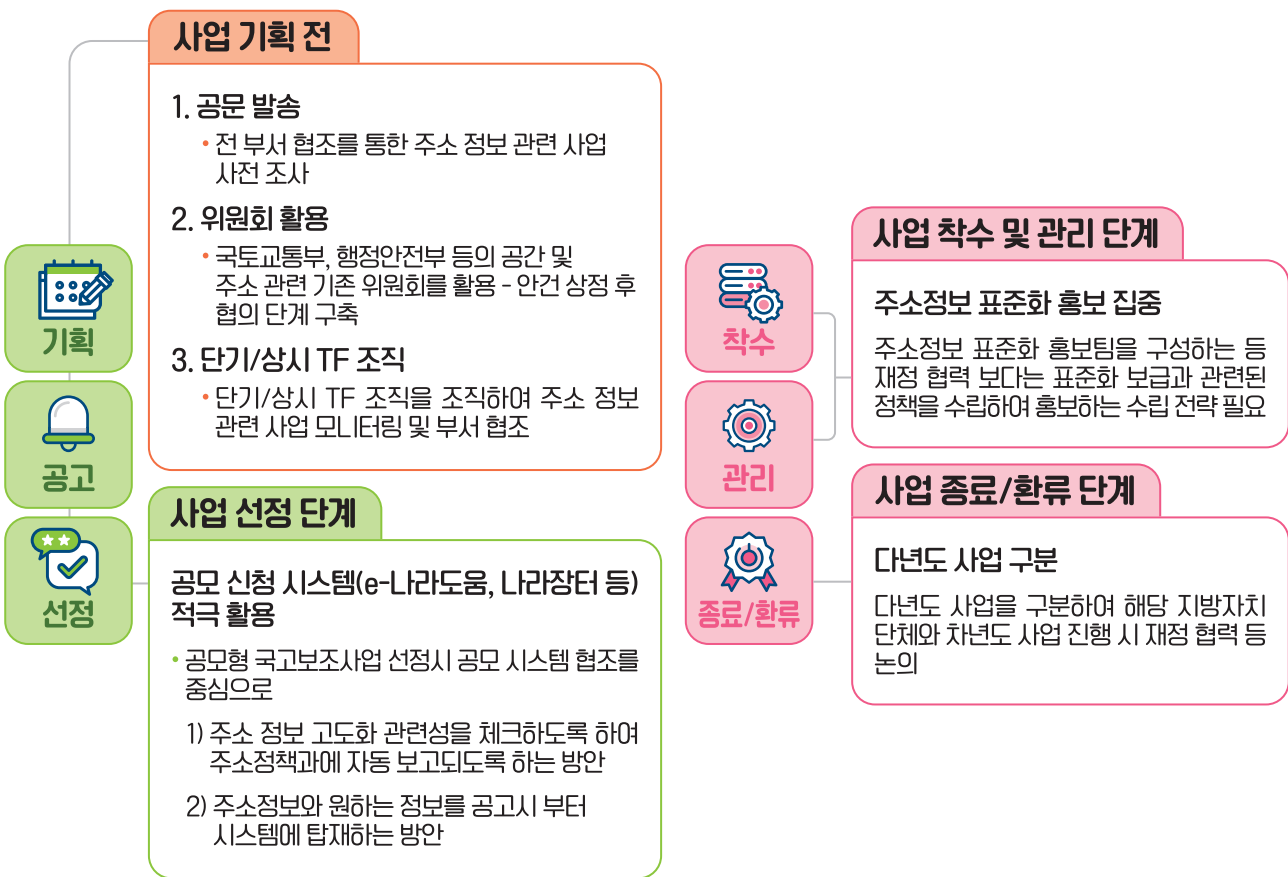 사업 기획 전
1. 공문 발송
• 전 부서 협조를 통한 주소 정보 관련 사업
사전 조사
2. 위원회 활용
• 국토교통부, 행정안전부 등의 공간 및
주소 관련 기존 위원회를 활용 - 안건 상정 후
협의 단계 구축
3. 단기/상시 TF 조직
• 단기/상시 TF 조직을 조직하여 주소 정보
관련 사업 모니터링 및 부서 협조
기획
공고
선정
사업 선정 단계
공모 신청 시스템(e-나라도움, 나라장터 등)
적극 활용
• 공모형 국고보조사업 선정시 공모 시스템 협조를
중심으로
1) 주소 정보 고도화 관련성을 체크하도록 하여
주소정책과에 자동 보고되도록 하는 방안
2) 주소정보와 원하는 정보를 공고시 부터
시스템에 탑재하는 방안
착수
관리
종료/환류
사업 착수 및 관리 단계
주소정보 표준화 홍보 집중
주소정보 표준화 홍보팀을 구성하는 등
재정 협력 보다는 표준화 보급과 관련된
정책을 수립하여 홍보하는 수립 전략 필요
사업 종료/환류 단계
다년도 사업 구분
다년도 사업을 구분하여 해당 지방자치
단체와 차년도 사업 진행 시 재정 협력 등
논의